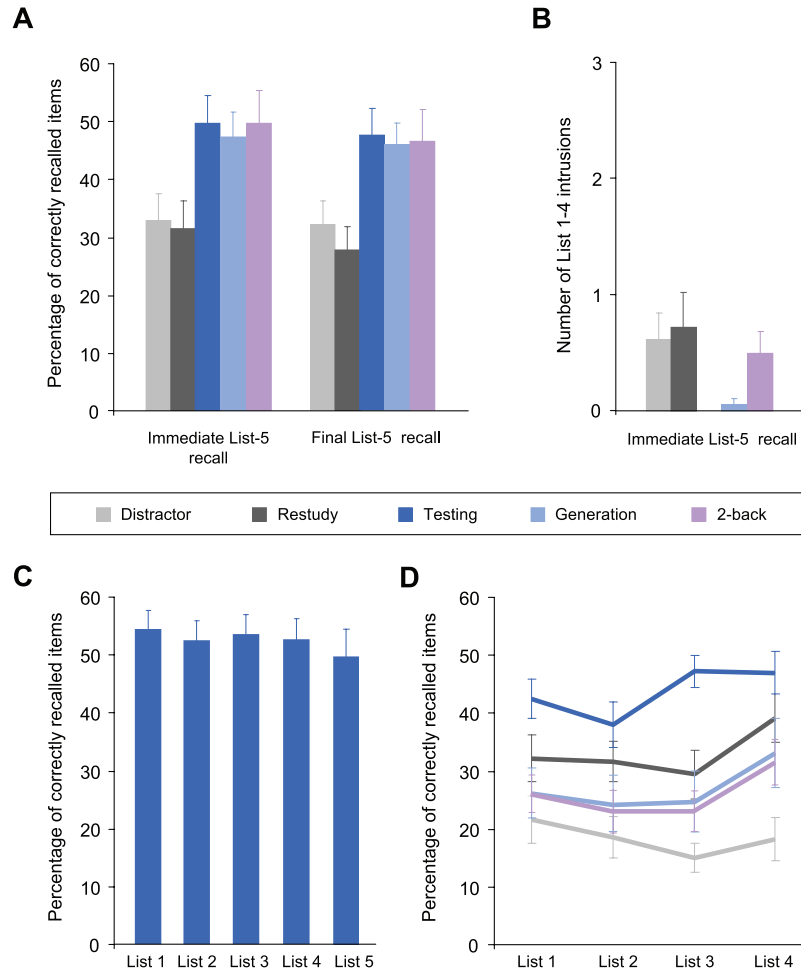 A
Percentage of correctly recalled items
60
50
40
30
20
10
0
Immediate List-5
recall
Final List-5 recall
B
Number of List 1-4 intrusions
3
2
1
0
Immediate List-5 recall
Distractor
Restudy
Testing
Generation
2-back
C
Percentage of correctly recalled items
60
50
40
30
20
10
0
List 1
List 2
List 3
List 4
List 5
D
Percentage of correctly recalled items
60
50
40
30
20
10
0
List 1
List 2
List 3
List 4